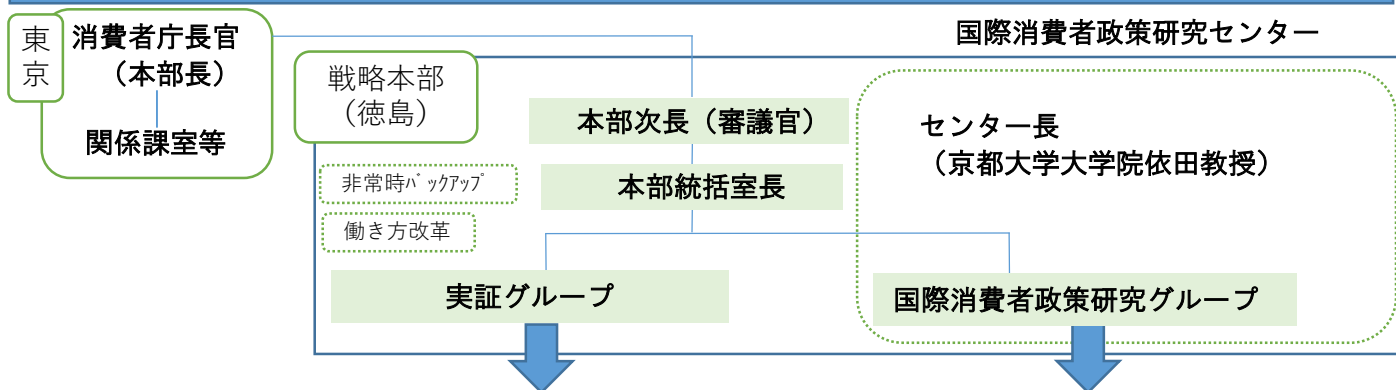 東
京
消費者庁長官
（本部長）
関係課室等
国際消費者政策研究センター
戦略本部
（徳島）
本部次長（審議官）
本部統括室長
センター長
（京都大学大学院依田教授）
非常時ﾊﾞｯｸｱｯﾌﾟ
働き方改革
実証グループ
国際消費者政策研究グループ